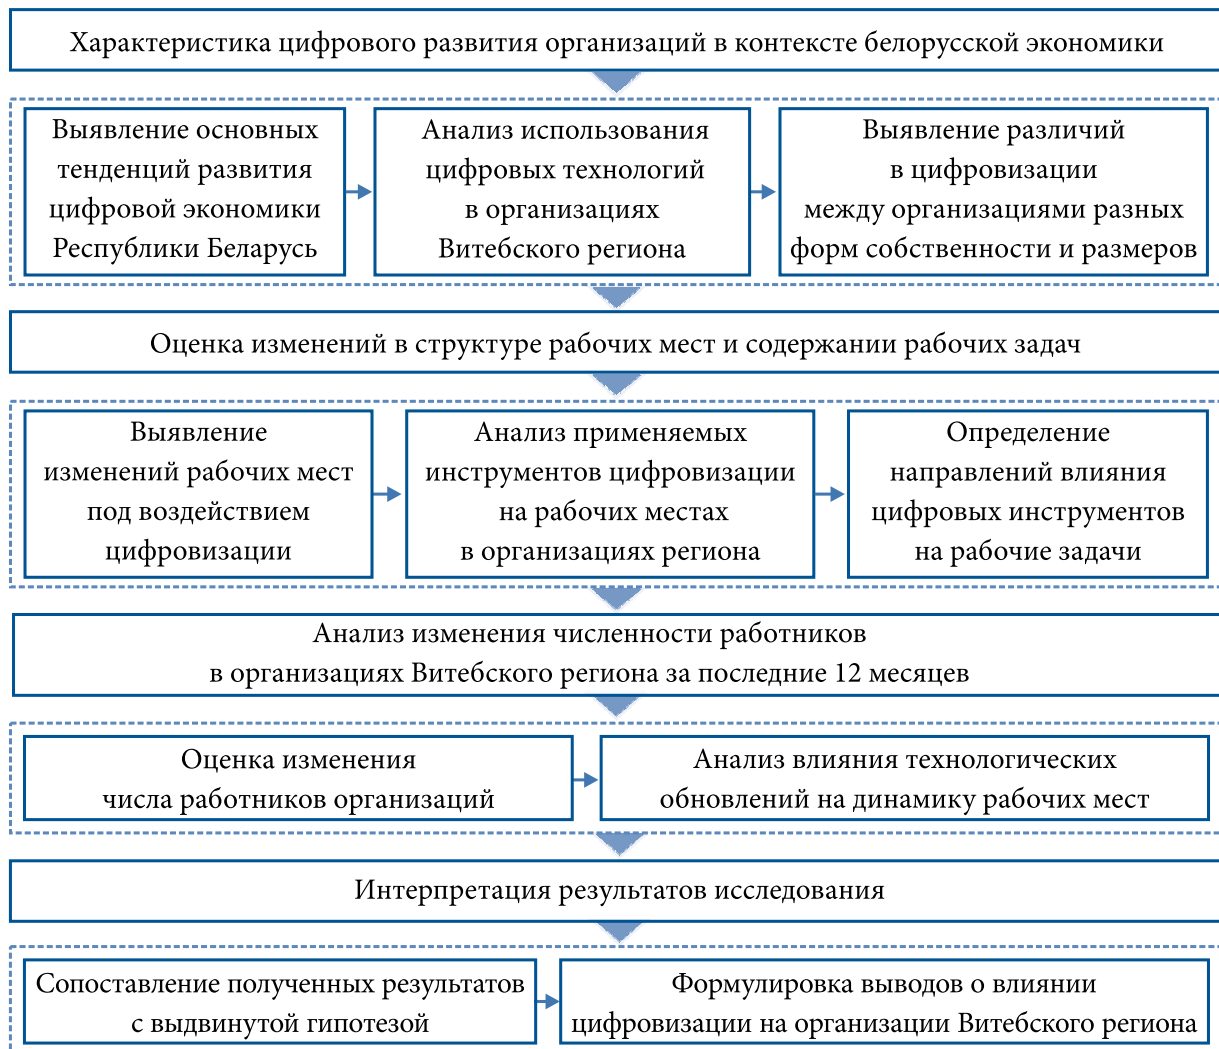 Характеристика цифрового развития организаций в контексте белорусской экономики
Выявление основных
тенденций развития
цифровой экономики
Республики Беларусь
Анализ использования
цифровых технологий
в организациях
Витебского региона
Выявление различий
в цифровизации
между организациями разных
форм собственности и размеров
Оценка изменений в структуре рабочих мест и содержании рабочих задач
Выявление
изменений рабочих мест
под воздействием
цифровизации
Анализ применяемых
инструментов цифровизации
на рабочих местах
в организациях региона
Определение
направлений влияния
цифровых инструментов
на рабочие задачи
Анализ изменения численности работников
в организациях Витебского региона за последние 12 месяцев
Оценка изменения
числа работников организаций
Анализ влияния технологических
обновлений на динамику рабочих мест
Интерпретация результатов исследования
Сопоставление полученных результатов
с выдвинутой гипотезой
Формулировка выводов о влиянии
цифровизации на организации Витебского региона